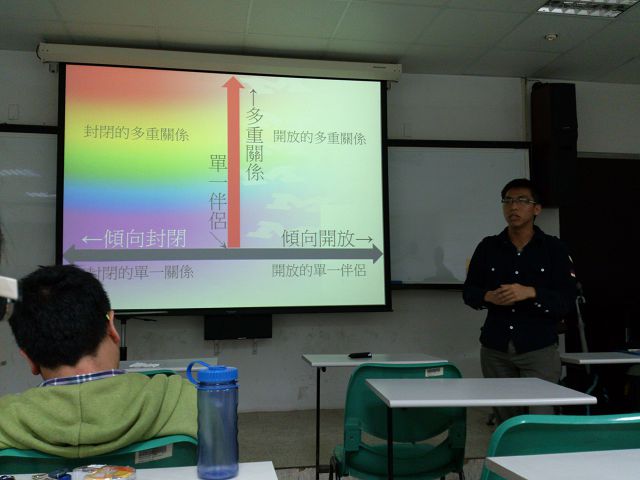 封閉的多重關係
←多重關係
開放的多重關係
單一伴侶→
←傾向封閉
傾向開放→
封閉的單一關係
開放的單一伴侶